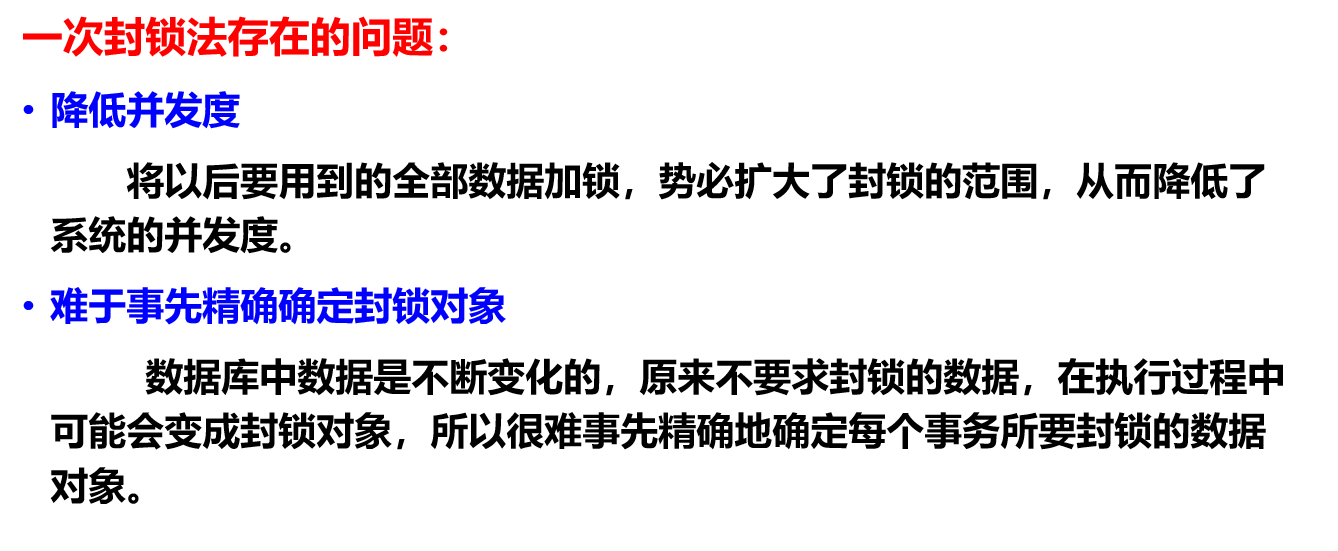 一次封锁法存在的问题：
• 降低并发度
将以后要用到的全部数据加锁，势必扩大了封锁的范围，从而降低了
系统的并发度。
• 难于事先精确确定封锁对象
数据库中数据是不断变化的，原来不要求封锁的数据，在执行过程中
可能会变成封锁对象，所以很难事先精确地确定每个事务所要封锁的数据
对象。